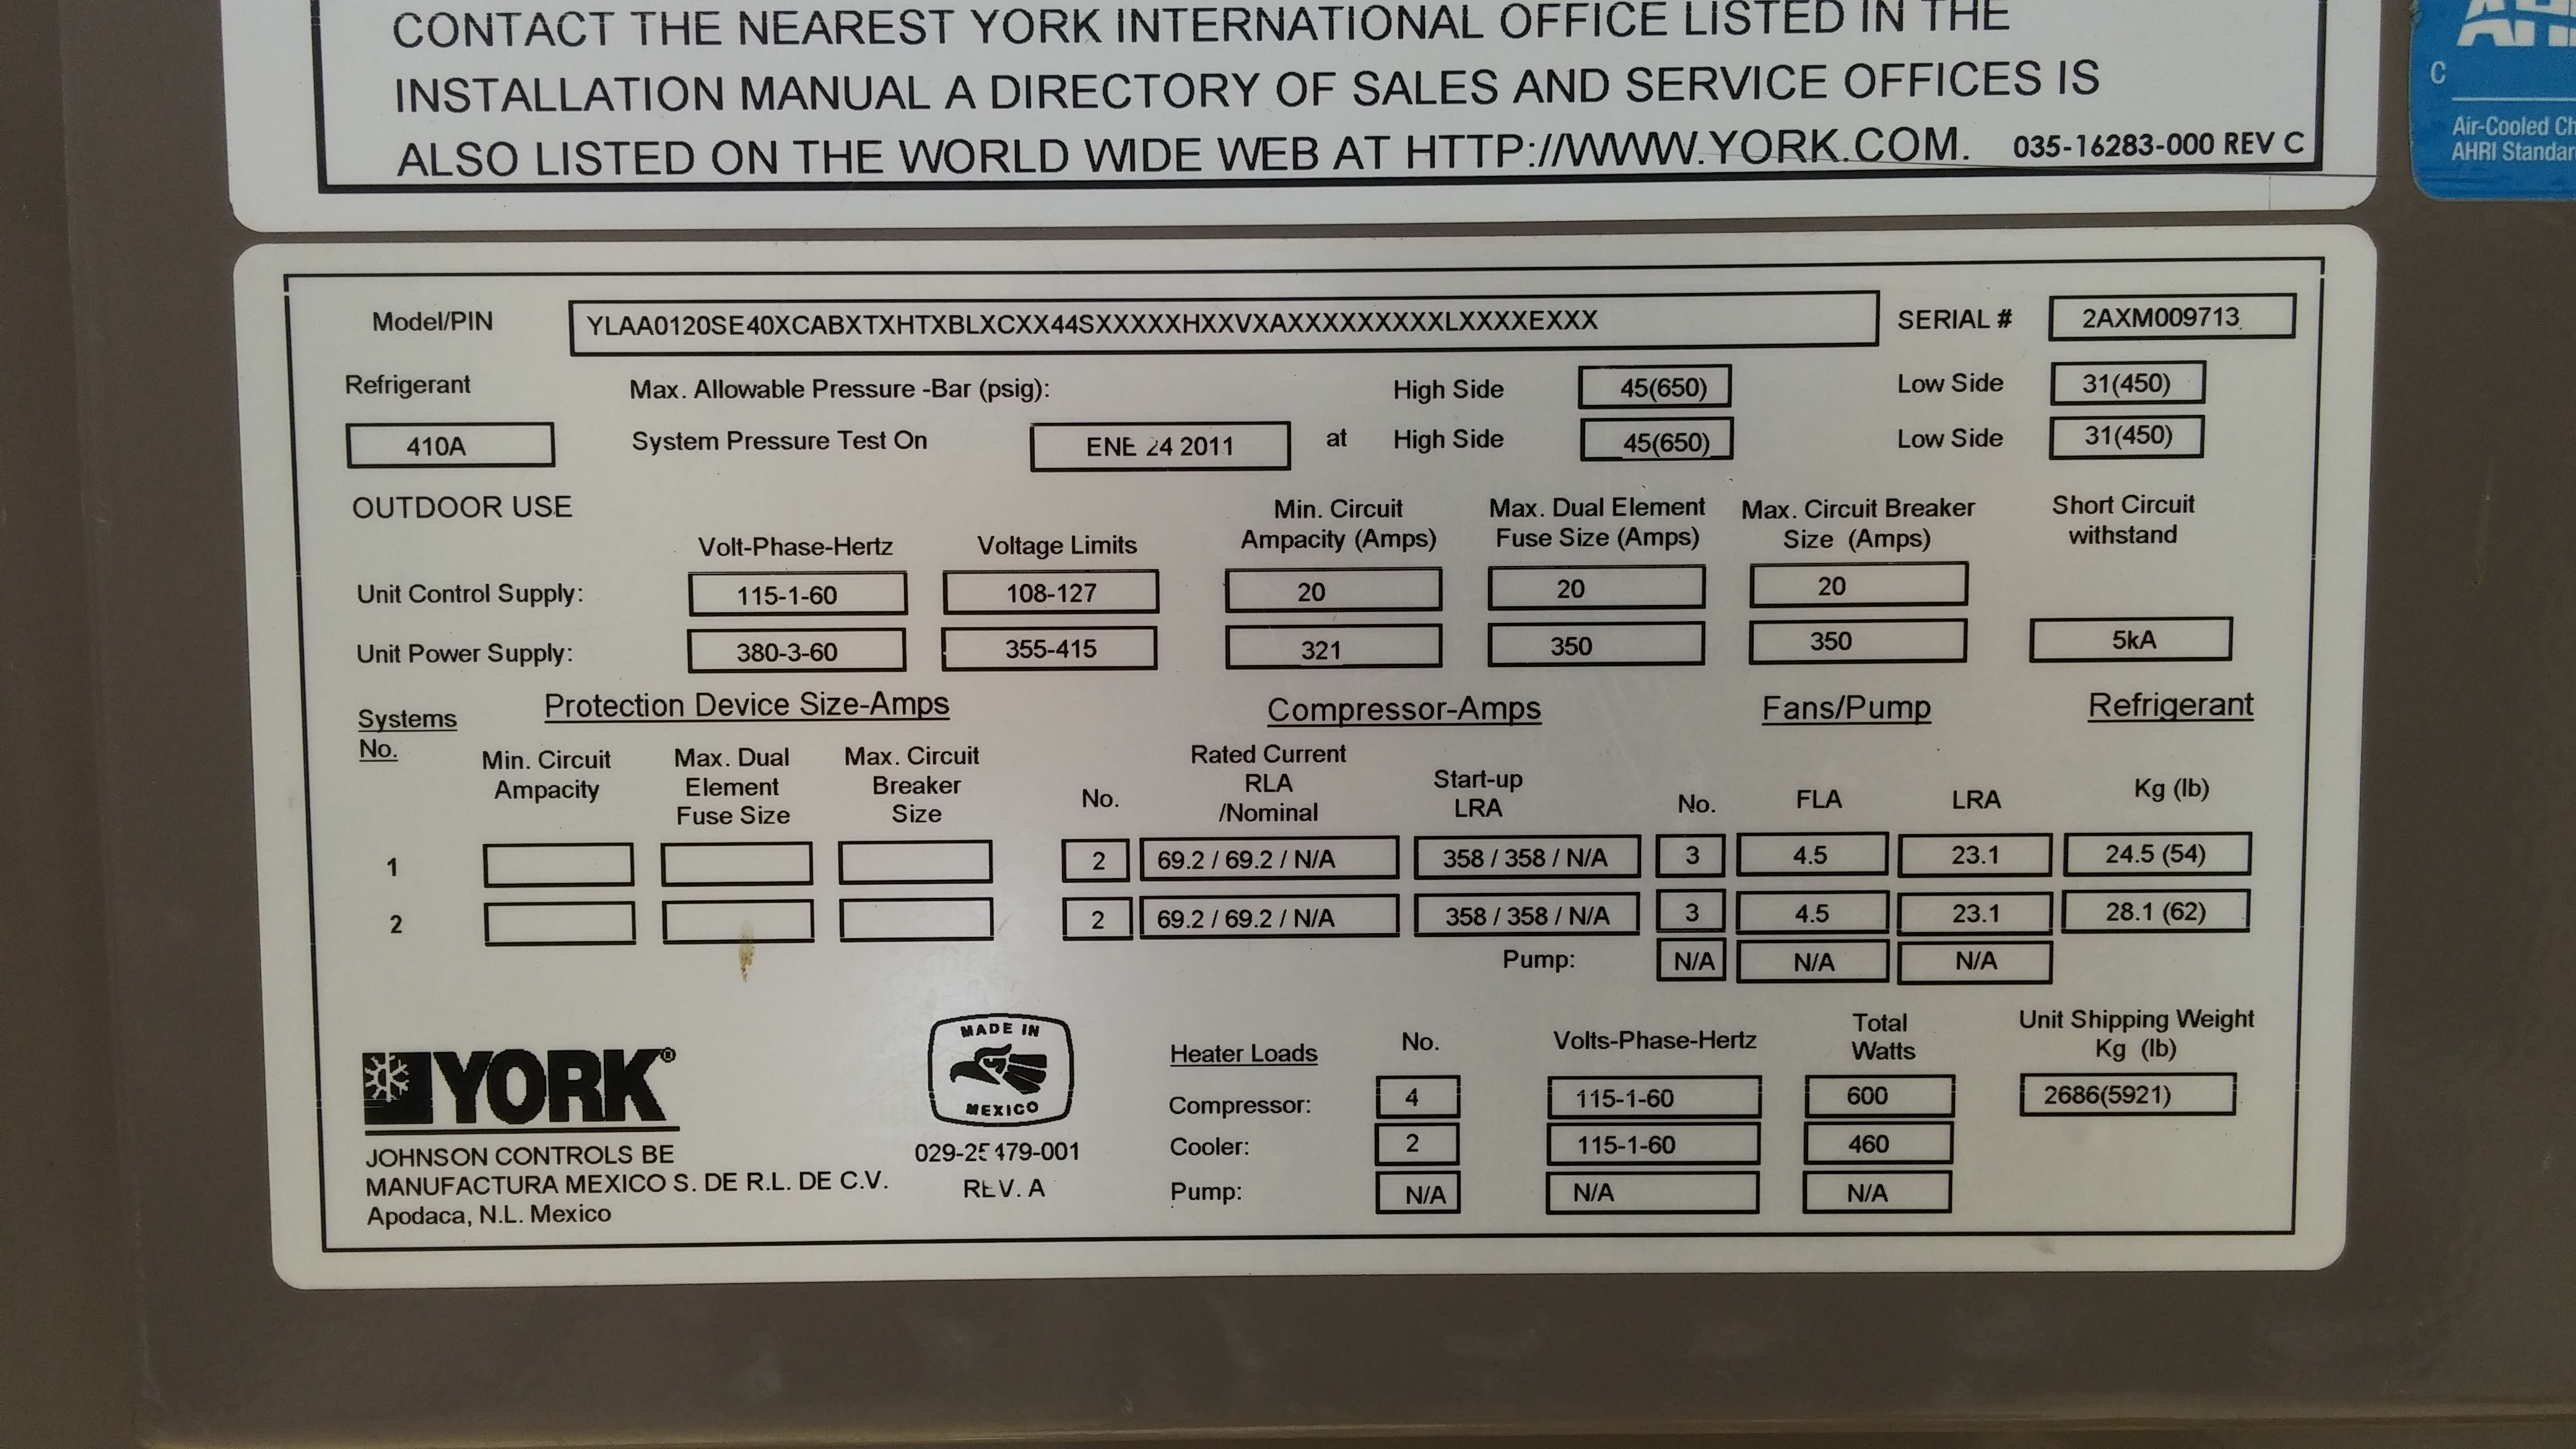 CONTACT THE NEAREST YORK INTERNATIONAL OFFICE LISTED IN THE
INSTALLATION MANUAL A DIRECTORY OF SALES AND SERVICE OFFICES IS
ALSO LISTED ON THE WORLD WIDE WEB AT HTTP://WWW.YORK.COM. 035-16283-000 REV C
C
Air-Cooled
AHRI
Model/PIN YLAA0120SE40XCABXTXHTXBLXCXX44SXXXXXHXXVXAXXXXXXXXXXLXXXXEXXX SERIAL # 2AXM009713
Refrigerant Max. Allowable Pressure -Bar (psig): High Side 45(650) Low Side 31(450)
410A System Pressure Test On ENE 24 2011 at High Side 45(650) Low Side 31(450)
OUTDOOR USE
Min. Circuit Max. Dual Element Max. Circuit Breaker Short Circuit
Volt-Phase-Hertz Voltage Limits Ampacity (Amps) Fuse Size (Amps) Size (Amps) withstand
Unit Control Supply: 115-1-60 108-127 20 20 20
Unit Power Supply: 380-3-60 355-415 321 350 350 5kA
Systems Protection Device Size-Amps Compressor-Amps Fans/Pump Refrigerant
No.
Min. Circuit Max. Dual Max. Circuit Rated Current
Ampacity Element Breaker RLA Start-up
Fuse Size Size No. /Nominal LRA No. FLA LRA Kg (lb)
1 2 69.2 / 69.2 / N/A 358 / 358 / N/A 3 4.5 23.1 24.5 (54)
2 2 69.2 / 69.2 / N/A 358 / 358 / N/A 3 4.5 23.1 28.1 (62)
Pump: N/A N/A N/A
YORK®
JOHNSON CONTROLS BE
MANUFACTURA MEXICO S. DE R.L. DE C.V.
Apodaca, N.L. Mexico
MADE IN
MEXICO
REV. A
Heater Loads No. Volts-Phase-Hertz Total Watts Unit Shipping Weight
Kg (lb)
Compressor: 4 115-1-60 600 2686(5921)
Cooler: 2 115-1-60 460
Pump: N/A N/A N/A